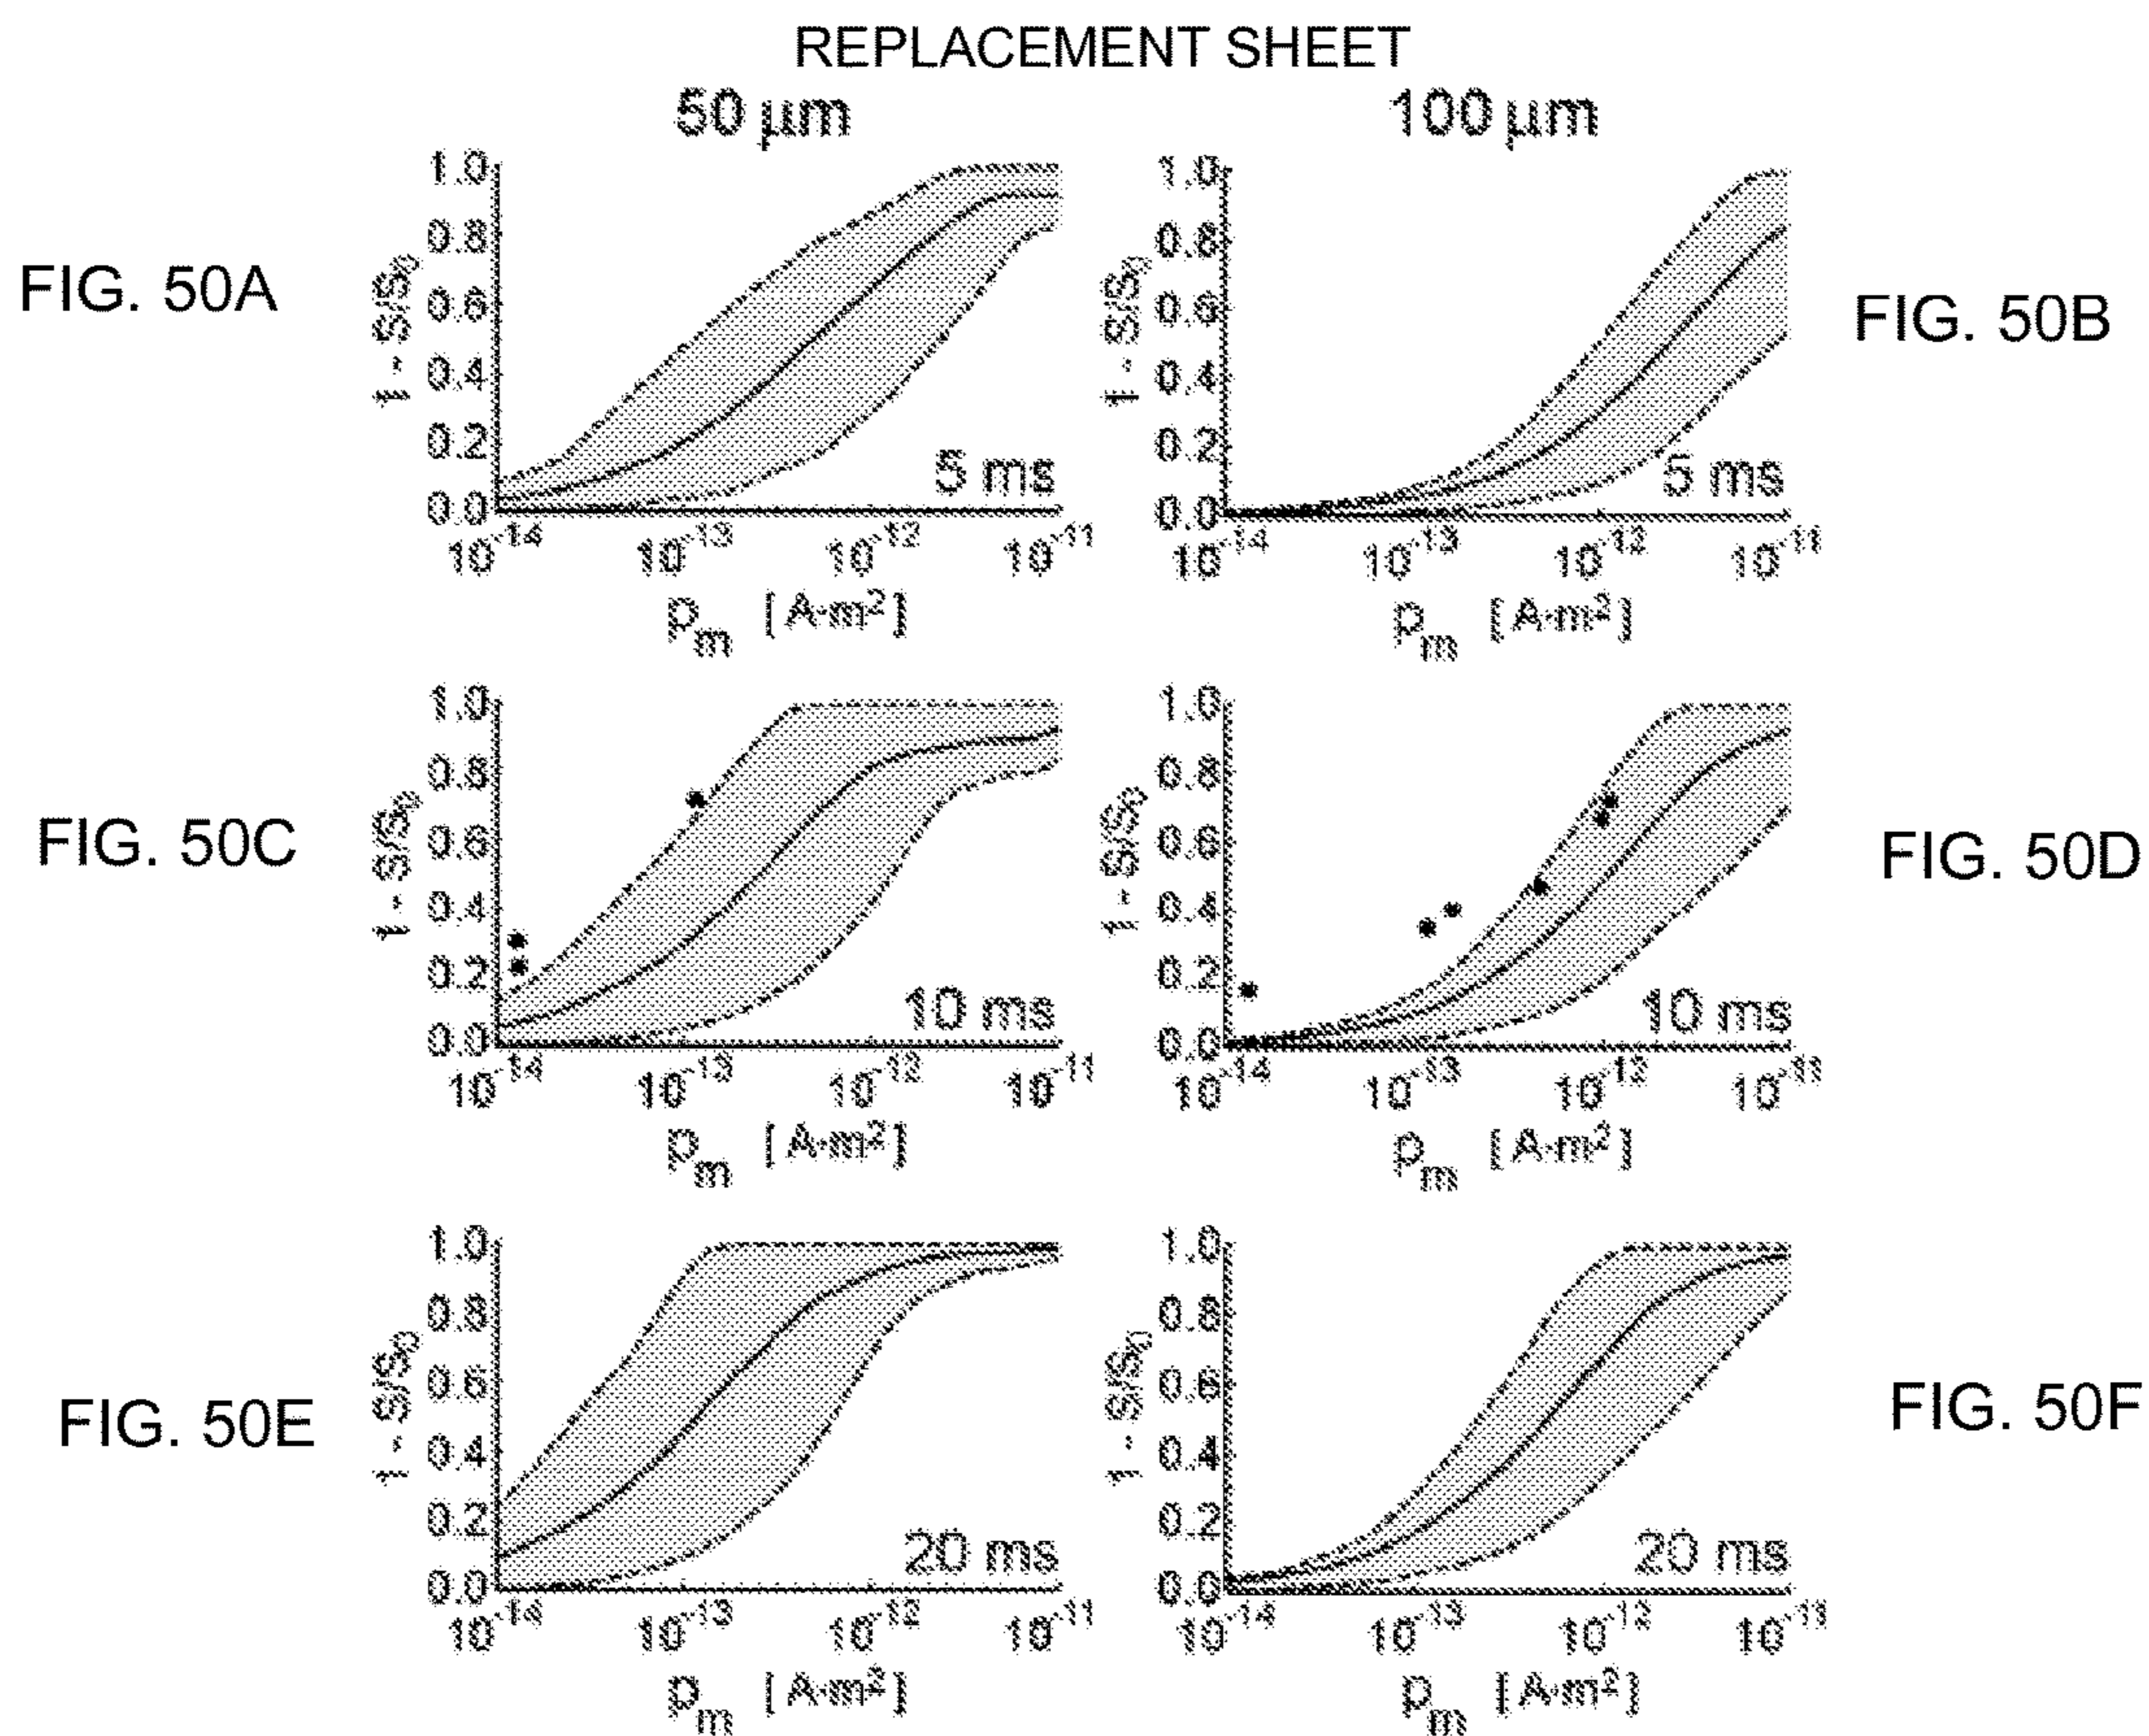 REPLACEMENT SHEET
50 μm
100 μm
FIG. 50A
1 - S/S0
1.0
0.8
0.6
0.4
0.2
0.0
5 ms
10^-14
10^-13
10^-12
10^-11
pm [A·m²]
FIG. 50B
1 - S/S0
1.0
0.8
0.6
0.4
0.2
0.0
5 ms
10^-14
10^-13
10^-12
10^-11
pm [A·m²]
FIG. 50C
1 - S/S0
1.0
0.8
0.6
0.4
0.2
0.0
10 ms
10^-14
10^-13
10^-12
10^-11
pm [A·m²]
FIG. 50D
1 - S/S0
1.0
0.8
0.6
0.4
0.2
0.0
10 ms
10^-14
10^-13
10^-12
10^-11
pm [A·m²]
FIG. 50E
1 - S/S0
1.0
0.8
0.6
0.4
0.2
0.0
20 ms
10^-14
10^-13
10^-12
10^-11
pm [A·m²]
FIG. 50F
1 - S/S0
1.0
0.8
0.6
0.4
0.2
0.0
20 ms
10^-14
10^-13
10^-12
10^-11
pm [A·m²]